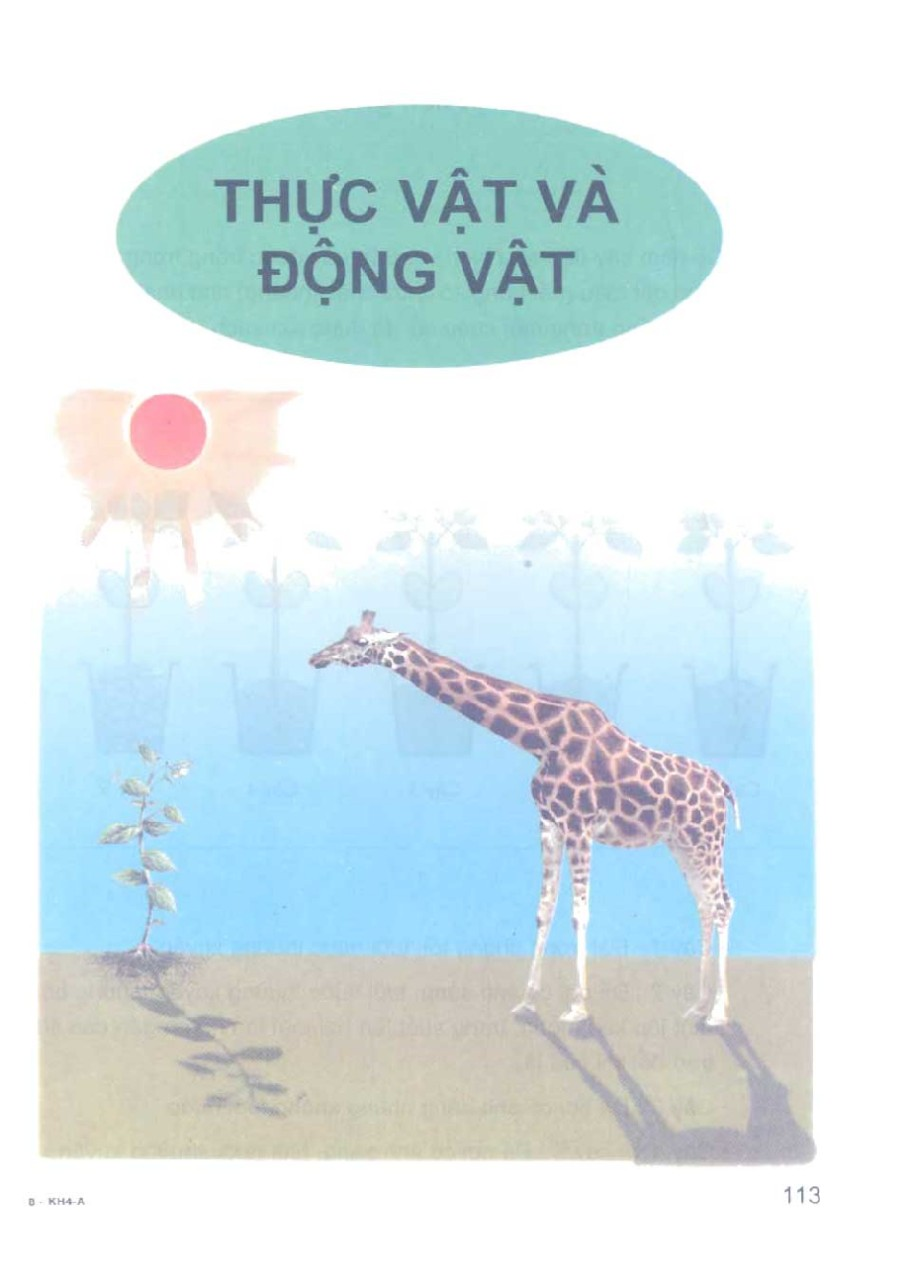 THỰC VẬT VÀ
ĐỘNG VẬT
8 - KH4-A
113